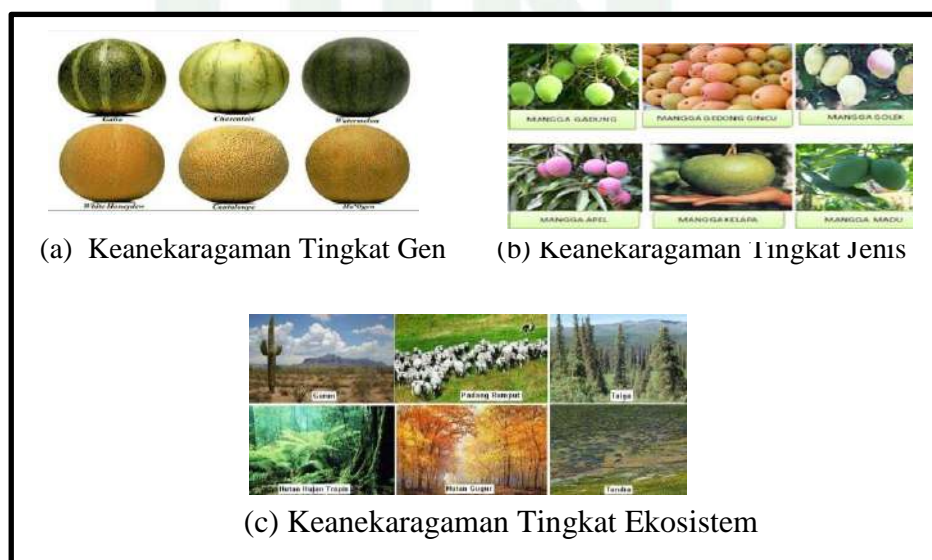 Galia Charentais Watermelon
White Honeydew Cantaloupe Ha'Ogen
(a) Keanekaragaman Tingkat Gen
MANGGA GADUNG MANGGA GEDONG GINCU MANGGA GOLEK
MANGGA APEL MANGGA KELAPA MANGGA MADU
(b) Keanekaragaman Tingkat Jenis
Gurun Padang Rumput Taiga
Hutan Hujan Tropis Hutan Gugur Tundra
(c) Keanekaragaman Tingkat Ekosistem